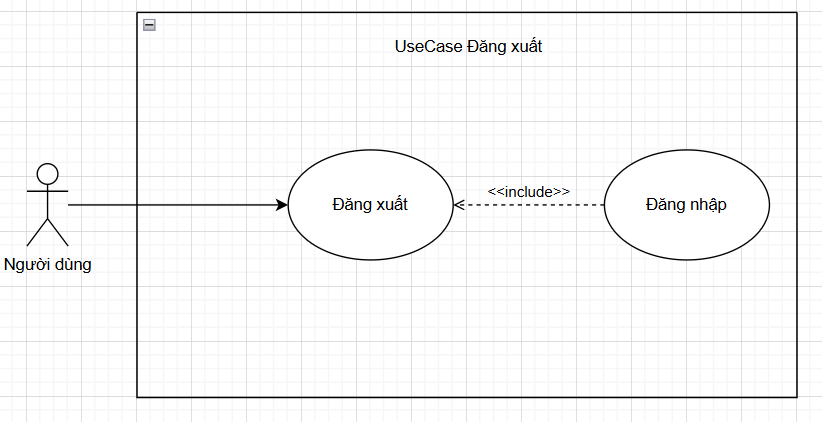 UseCase Đăng xuất
<<include>>
Đăng xuất
Đăng nhập
Người dùng